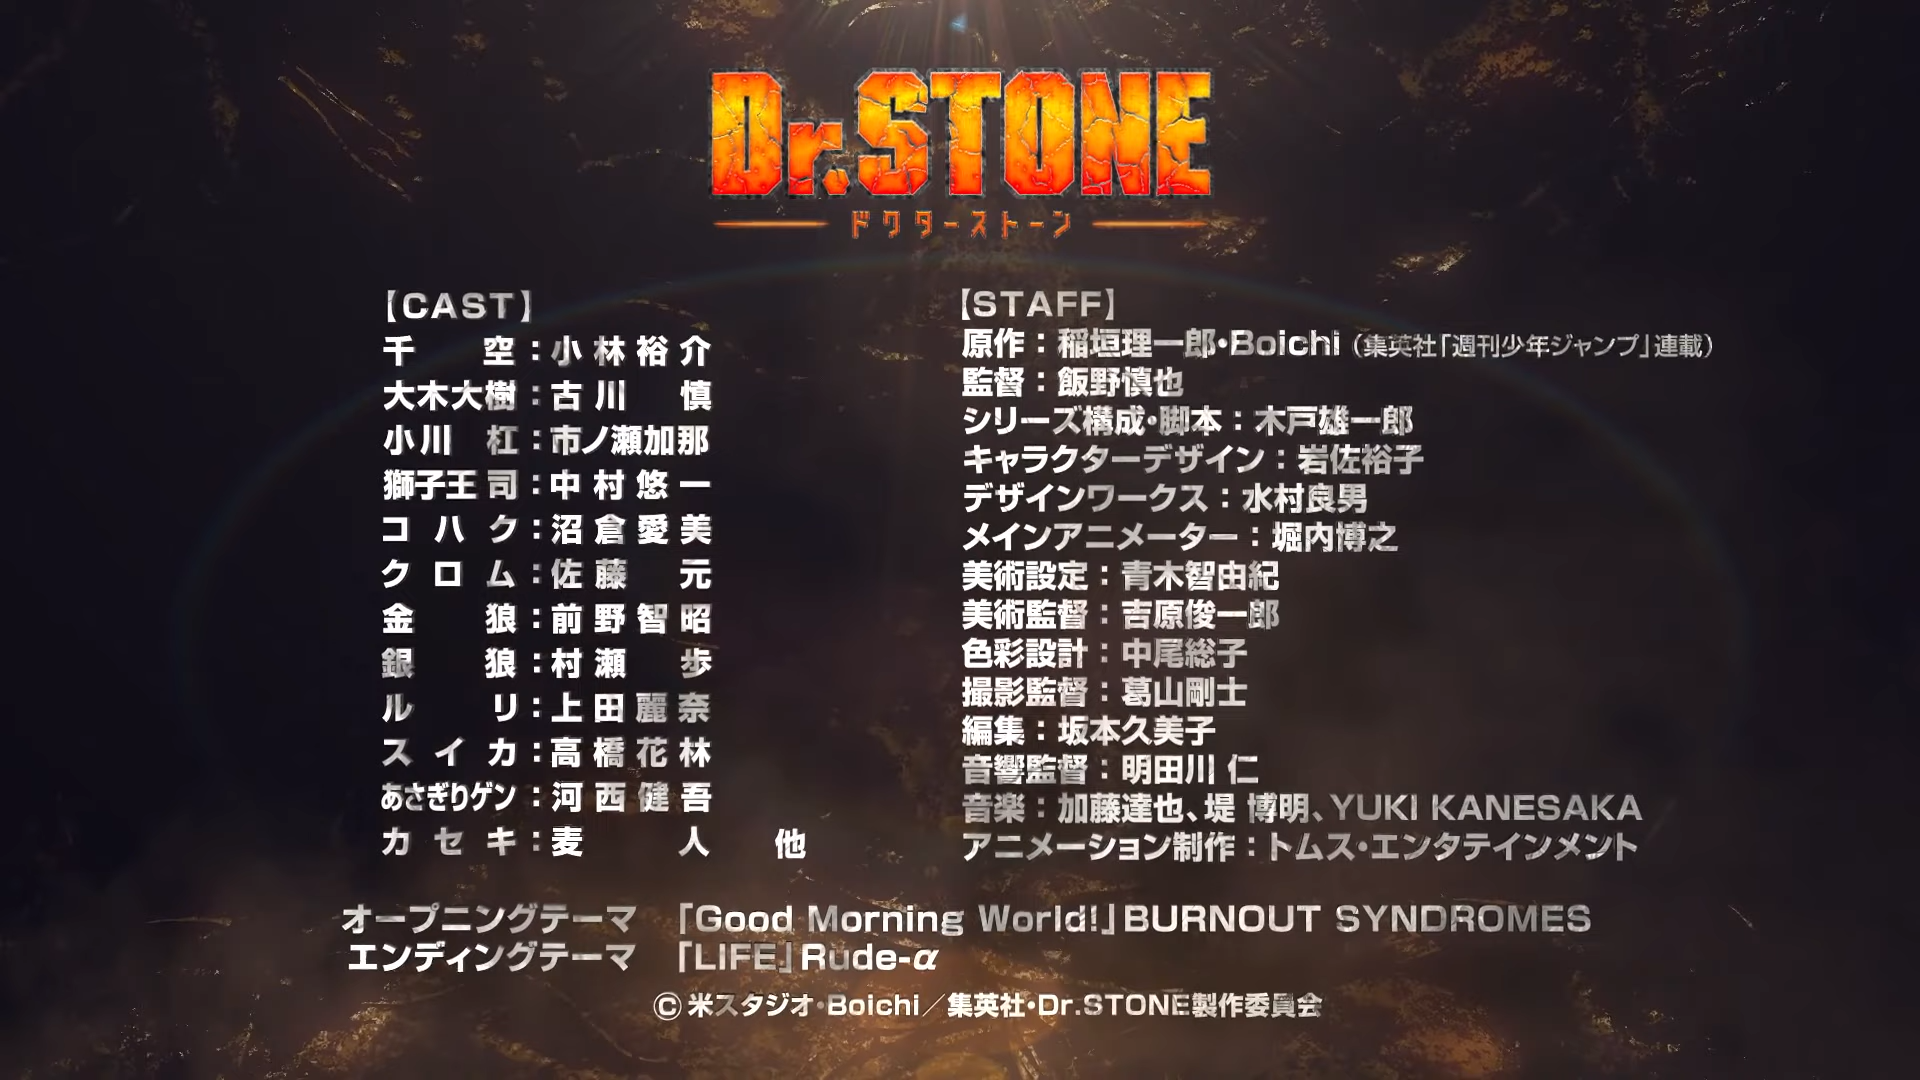 Dr.STONE
ドクターストーン
【CAST】
千空：小林裕介
大木大樹：古川慎
小川杠：市ノ瀬加那
獅子王司：中村悠一
コハク：沼倉愛美
クロム：佐藤元
金狼：前野智昭
銀狼：村瀬歩
ルリ：上田麗奈
スイカ：高橋花林
あさぎりゲン：河西健吾
カセキ：麦人 他
【STAFF】
原作：稲垣理一郎・Boichi（集英社「週刊少年ジャンプ」連載）
監督：飯野慎也
シリーズ構成・脚本：木戸雄一郎
キャラクターデザイン：岩佐裕子
デザインワークス：水村良男
メインアニメーター：堀内博之
美術設定：青木智由紀
美術監督：吉原俊一郎
色彩設計：中尾総子
撮影監督：葛山剛士
編集：坂本久美子
音響監督：明田川 仁
音楽：加藤達也、堤 博明、YUKI KANESAKA
アニメーション制作：トムス・エンタテインメント
オープニングテーマ 「Good Morning World!」BURNOUT SYNDROMES
エンディングテーマ 「LIFE」Rude-α
©米スタジオ・Boichi／集英社・Dr.STONE製作委員会